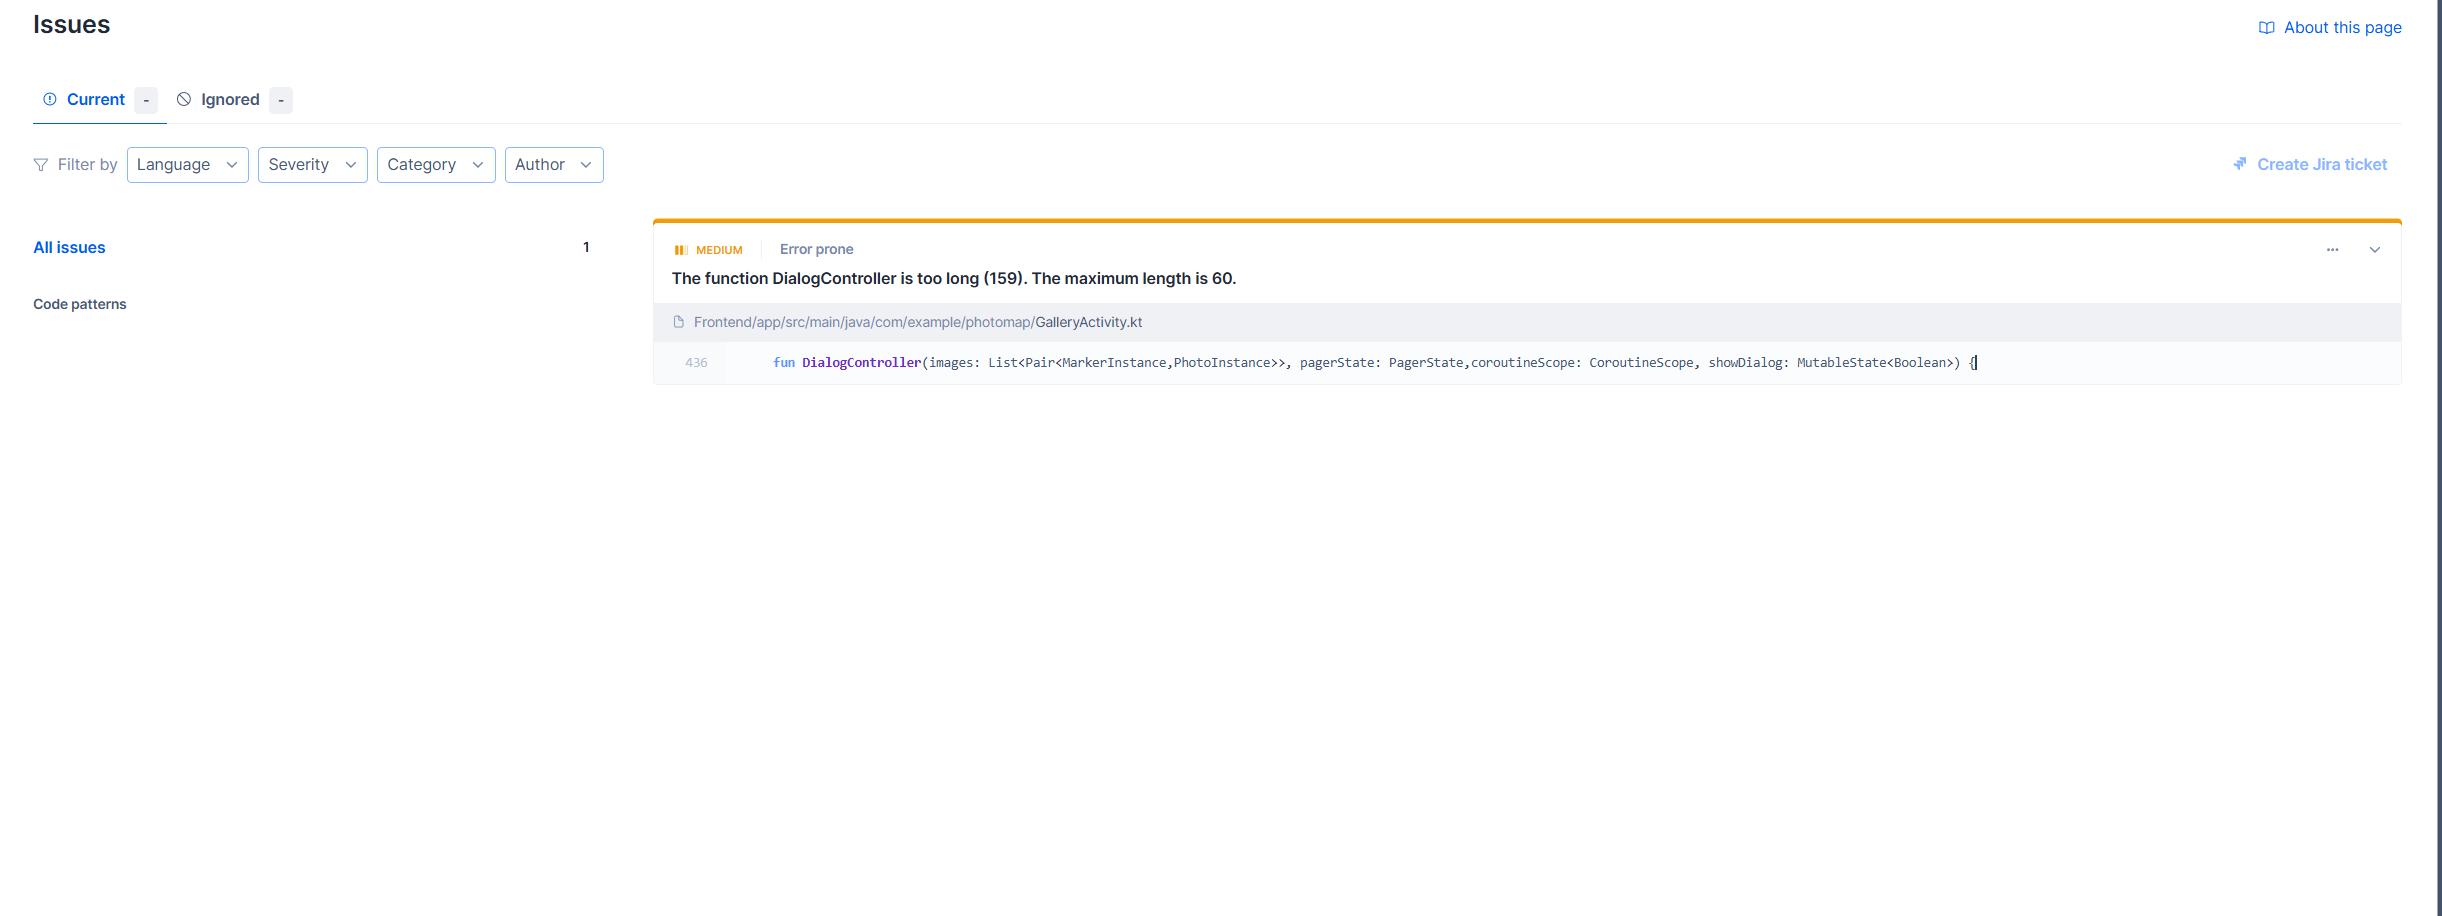 Issues
About this page
Current -
Ignored -
Filter by Language Severity Category Author
Create Jira ticket
All issues 1
Code patterns
MEDIUM Error prone
The function DialogController is too long (159). The maximum length is 60.
Frontend/app/src/main/java/com/example/photomap/GalleryActivity.kt
436 fun DialogController(images: List<Pair<MarkerInstance,PhotoInstance>>, pagerState: PagerState,coroutineScope: CoroutineScope, showDialog: MutableState<Boolean>) {